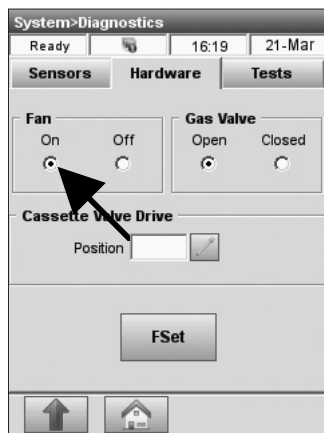 System>Diagnostics
Ready 16:19 21-Mar
Sensors Hardware Tests
Fan Gas Valve
On Off Open Closed
Cassette Valve Drive
Position
FSet